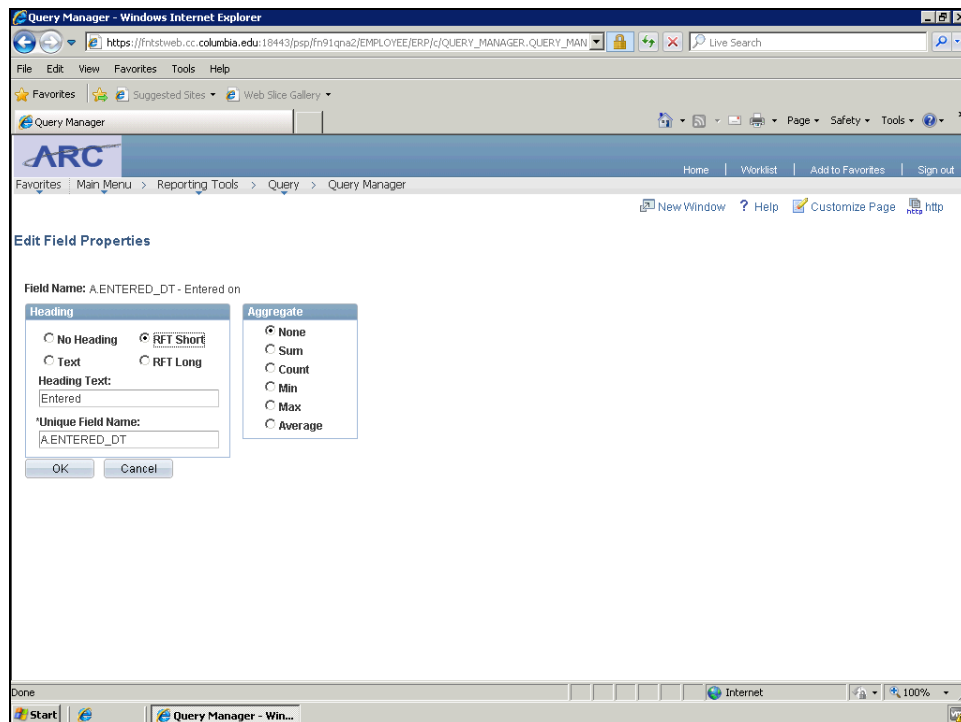 Query Manager - Windows Internet Explorer
https://fntstweb.cc.columbia.edu:18443/psp/fn91qna2/EMPLOYEE/ERP/c/QUERY_MANAGER.QUERY_MAN
Live Search
File Edit View Favorites Tools Help
Favorites Suggested Sites Web Slice Gallery
Query Manager Page Safety Tools
ARC
Home | Worklist | Add to Favorites | Sign out
Favorites Main Menu > Reporting Tools > Query > Query Manager
New Window ? Help Customize Page http
Edit Field Properties
Field Name: A.ENTERED_DT - Entered on
Heading Aggregate
No Heading RFT Short None
Text RFT Long Sum
Heading Text: Count
Entered Min
*Unique Field Name: Max
A.ENTERED_DT Average
OK Cancel
Done Internet 100%
Start Query Manager - Win...